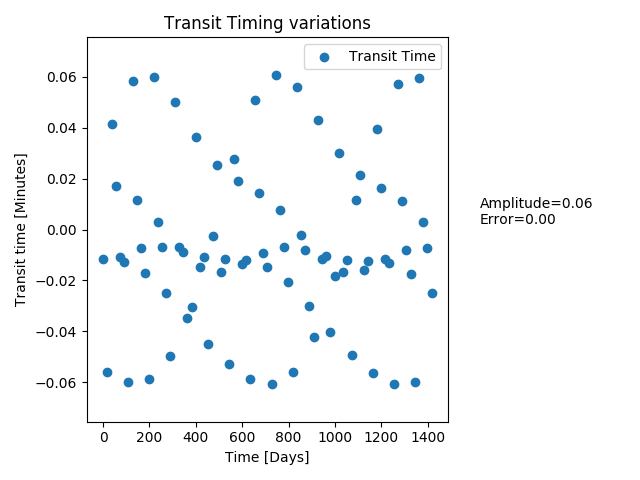 Transit Timing variations
Transit Time
Transit time [Minutes]
0.06
0.04
0.02
0.00
−0.02
−0.04
−0.06
0 200 400 600 800 1000 1200 1400
Time [Days]
Amplitude=0.06
Error=0.00